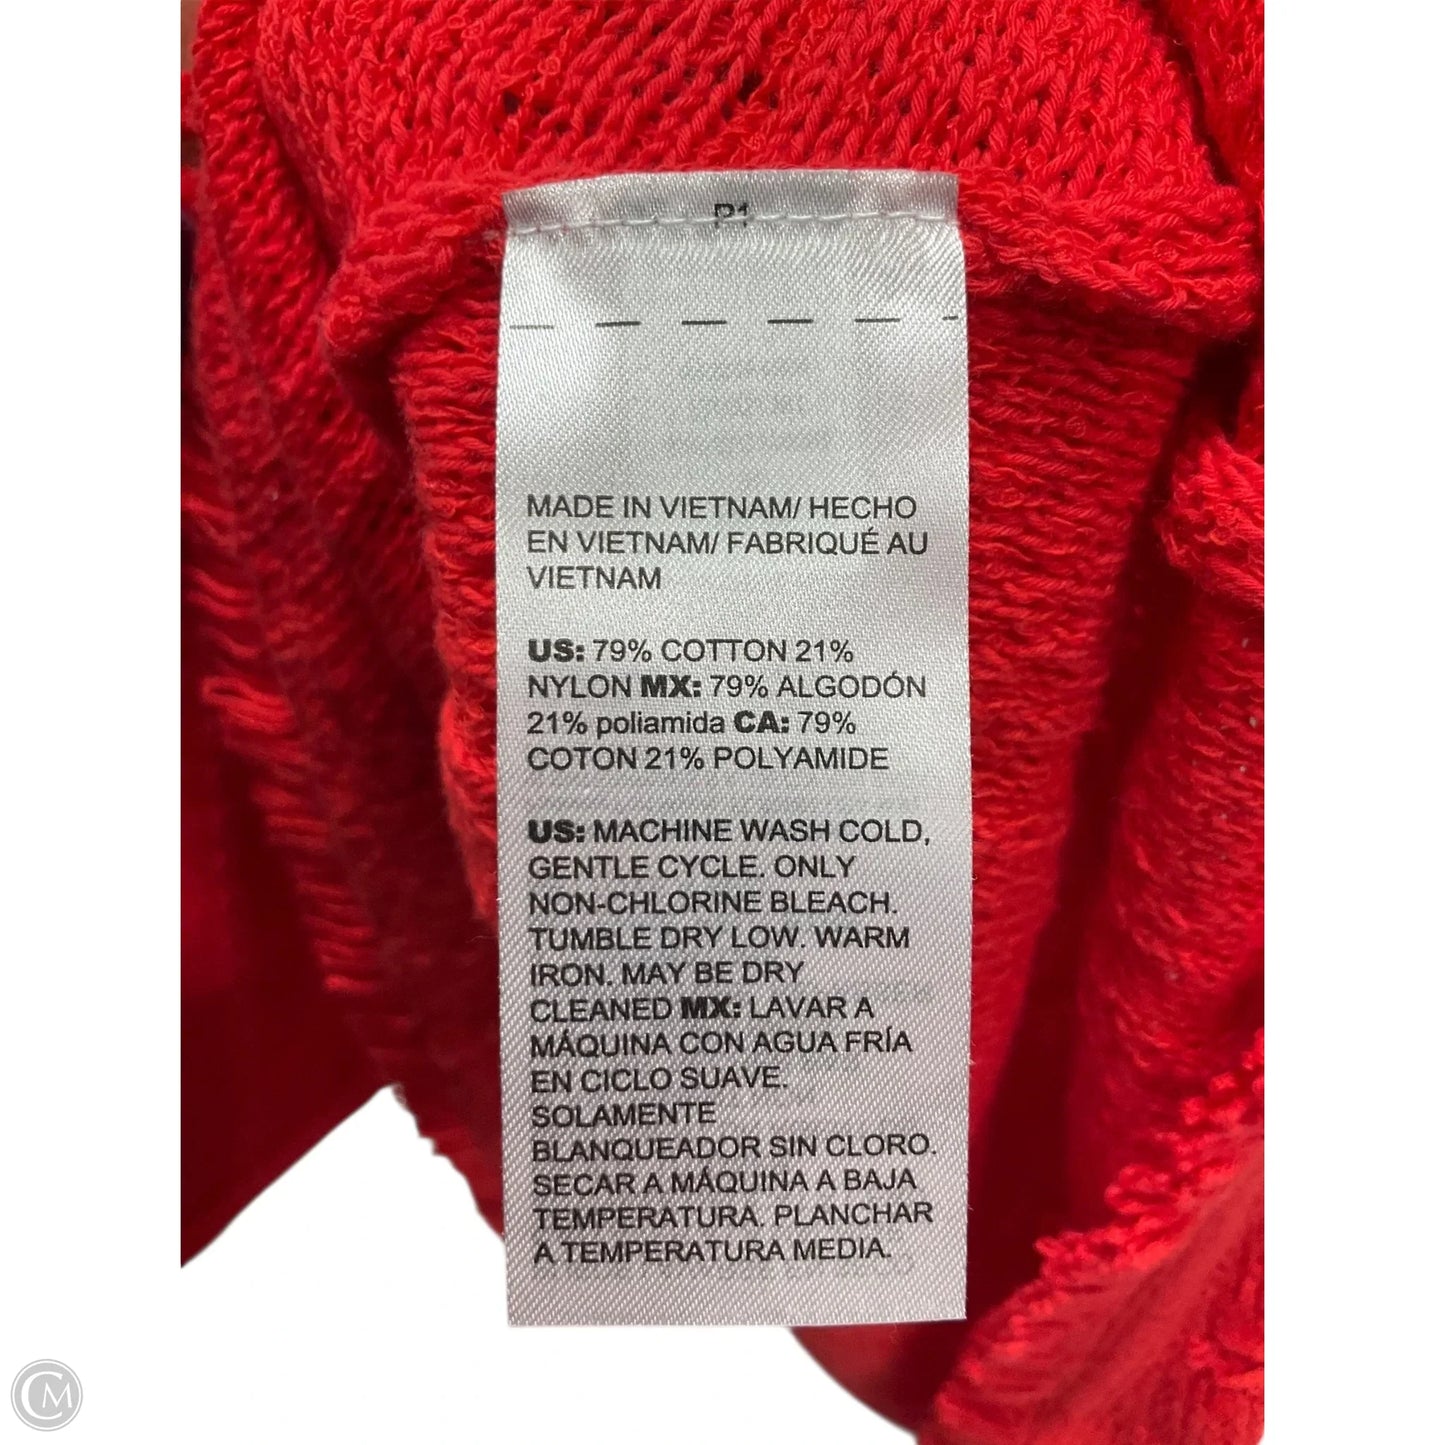 P1
MADE IN VIETNAM/ HECHO
EN VIETNAM/ FABRIQUÉ AU
VIETNAM
US: 79% COTTON 21%
NYLON MX: 79% ALGODÓN
21% poliamida CA: 79%
COTON 21% POLYAMIDE
US: MACHINE WASH COLD,
GENTLE CYCLE. ONLY
NON-CHLORINE BLEACH.
TUMBLE DRY LOW. WARM
IRON. MAY BE DRY
CLEANED MX: LAVAR A
MÁQUINA CON AGUA FRÍA
EN CICLO SUAVE.
SOLAMENTE
BLANQUEADOR SIN CLORO.
SECAR A MÁQUINA A BAJA
TEMPERATURA. PLANCHAR
A TEMPERATURA MEDIA.
CM